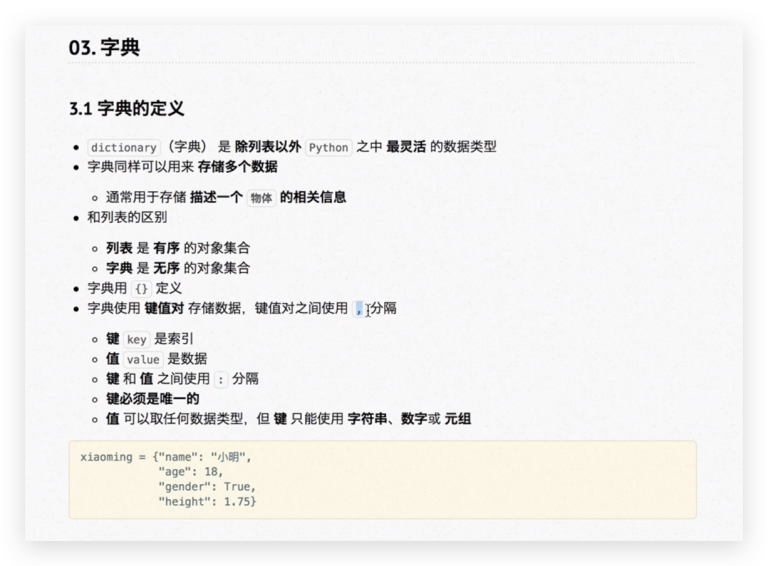 03. 字典
3.1 字典的定义
dictionary （字典） 是 除列表以外 Python 之中 最灵活 的数据类型
字典同样可以用来 存储多个数据
通常用于存储 描述一个 物体 的相关信息
和列表的区别
列表 是 有序 的对象集合
字典 是 无序 的对象集合
字典用 {} 定义
字典使用 键值对 存储数据，键值对之间使用 , 分隔
键 key 是索引
值 value 是数据
键 和 值 之间使用 : 分隔
键必须是唯一的
值 可以取任何数据类型，但 键 只能使用 字符串、数字或 元组
xiaoming = {"name": "小明",
"age": 18,
"gender": True,
"height": 1.75}